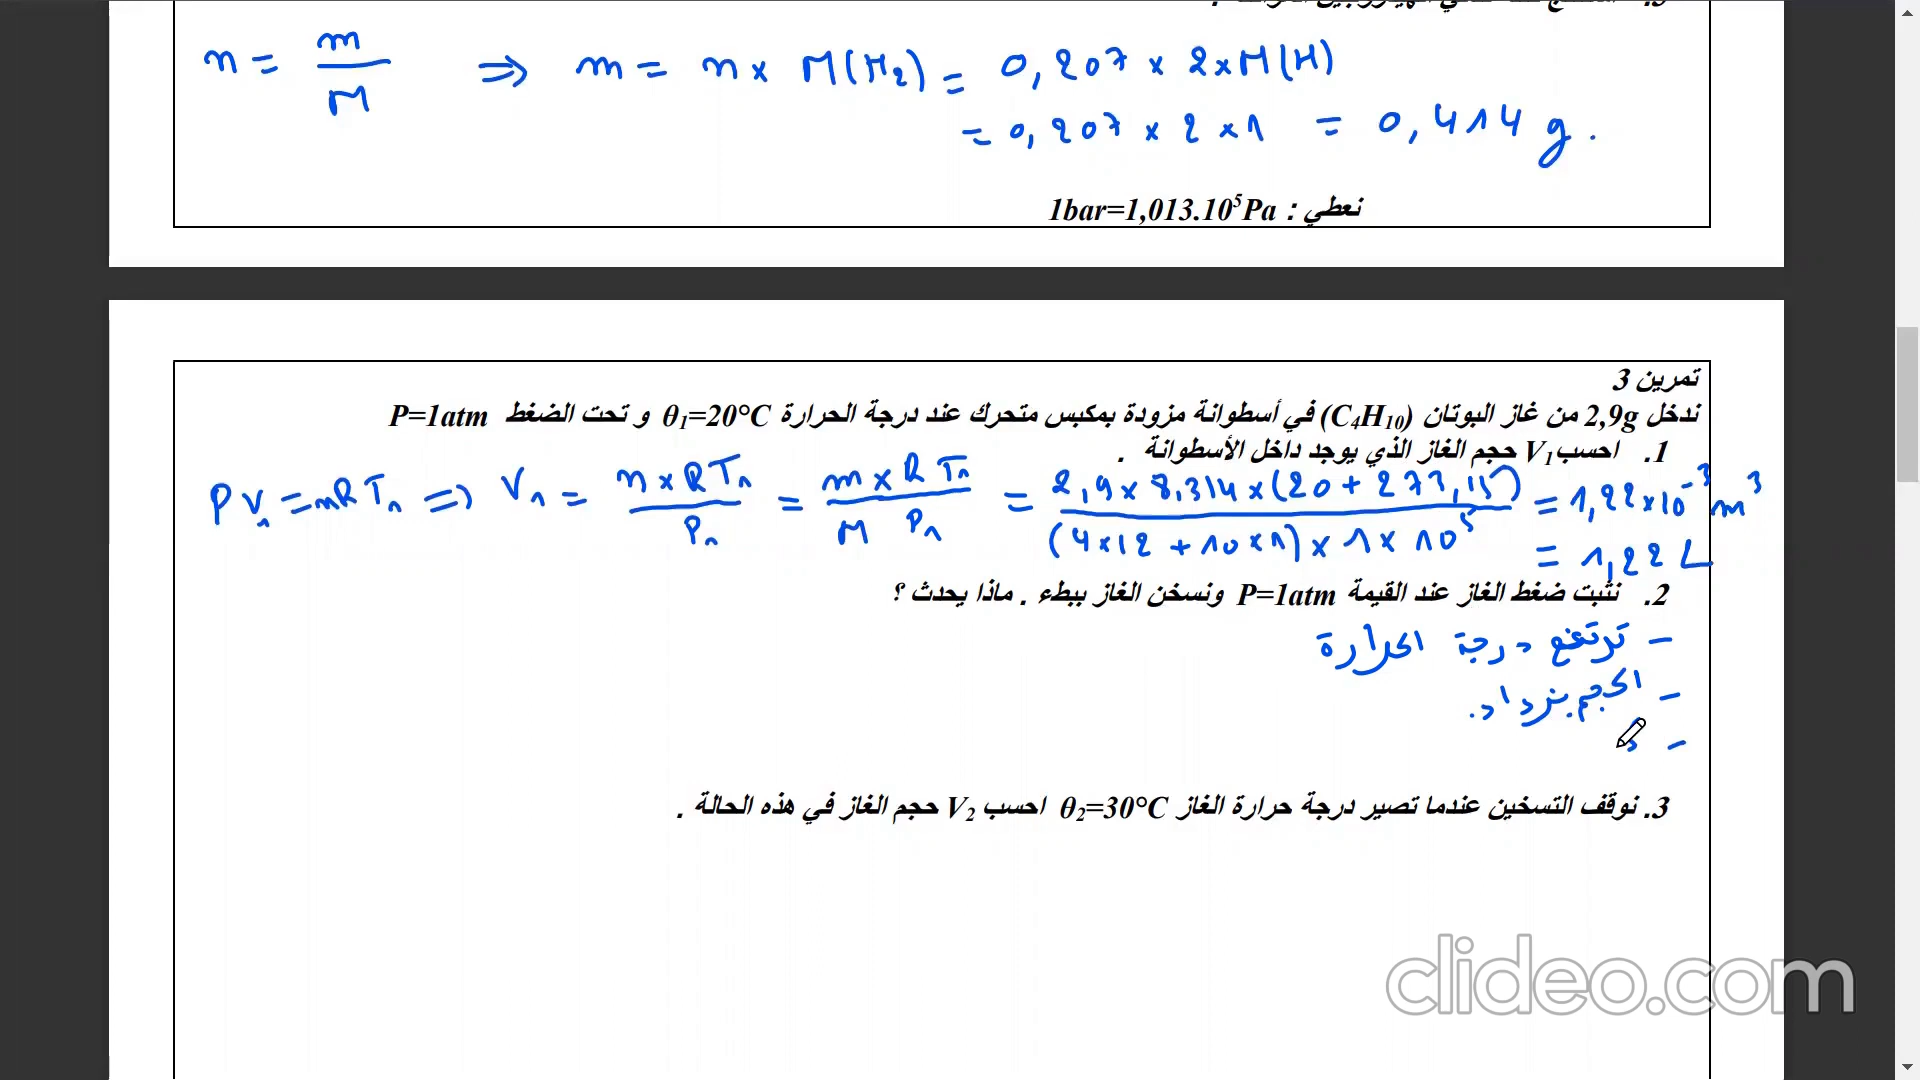 n = m/M ⇒ m = n × M(H₂) = 0,207 × 2 × M(H)
= 0,207 × 2 × 1 = 0,414 g .
نعطي : 1bar=1,013.10⁵Pa
تمرين 3
ندخل 2,9g من غاز البوتان (C₄H₁₀) في أسطوانة مزودة بمكبس متحرك عند درجة الحرارة θ₁=20°C و تحت الضغط P=1atm
1. احسب V₁ حجم الغاز الذي يوجد داخل الأسطوانة .
P V₁ = nRT₁ ⇒ V₁ = n×RT₁/P₁ = m×RT₁/M P₁ = 2,9×8,314×(20+273,15)/(4×12+10×1)×1×10⁵ = 1,22×10⁻³ m³
= 1,22 L
2. نثبت ضغط الغاز عند القيمة P=1atm ونسخن الغاز ببطء . ماذا يحدث ؟
- ترتفع درجة الحرارة
- الحجم يزداد.
-
3. نوقف التسخين عندما تصير درجة حرارة الغاز θ₂=30°C احسب V₂ حجم الغاز في هذه الحالة .
clideo.com